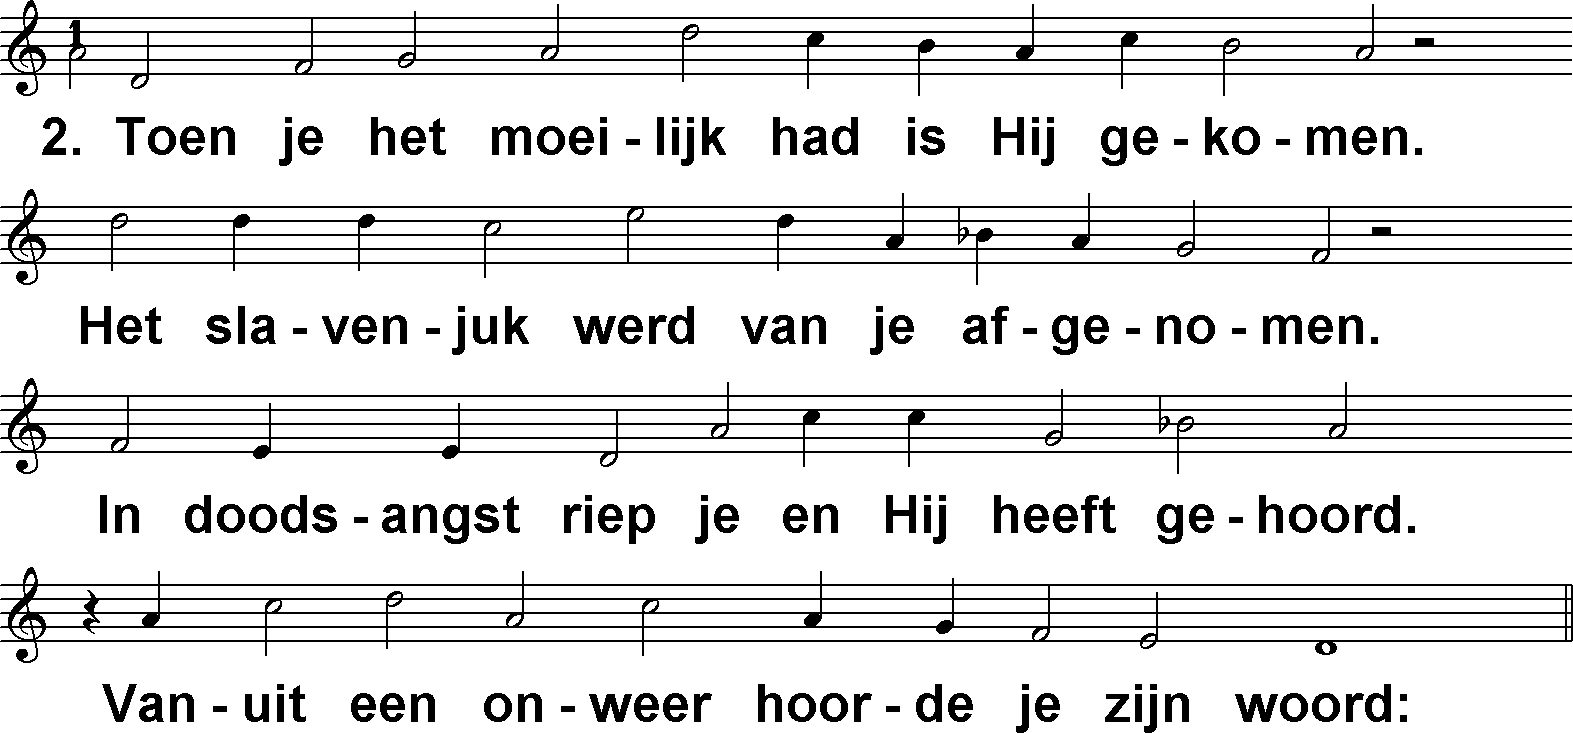 1
2. Toen je het moei - lijk had is Hij ge - ko - men.
Het sla - ven - juk werd van je af - ge - no - men.
In doods - angst riep je en Hij heeft ge - hoord.
Van - uit een on - weer hoor - de je zijn woord: